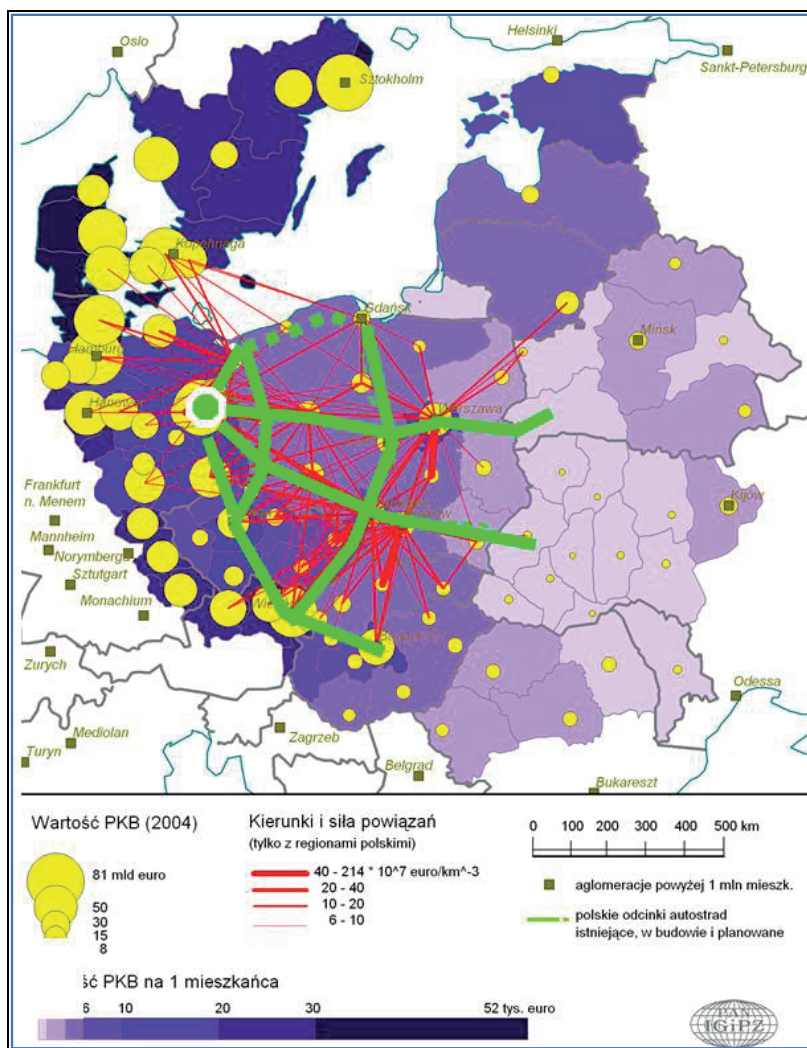 Oslo
Helsinki
Sankt-Petersburg
Sztokholm
Kopenhaga
Gdańsk
Mińsk
Hamburg
Hanow
Warszawa
Kijów
Frankfurt
n. Menem
Mannheim
Norymberga
Sztutgart
Monachium
Zurych
Mediolan
Turyn
Zagrzeb
Belgrad
Odessa
Bukareszt
Wartość PKB (2004)
81 mld euro
50
30
15
8
Kierunki i siła powiązań
(tylko z regionami polskimi)
40 - 214 * 10^7 euro/km^-3
20 - 40
10 - 20
6 - 10
0 100 200 300 400 500 km
aglomeracje powyżej 1 mln mieszk.
polskie odcinki autostrad
istniejące, w budowie i planowane
ść PKB na 1 mieszkańca
6 10 20 30 52 tys. euro
PAN
IGiPZ